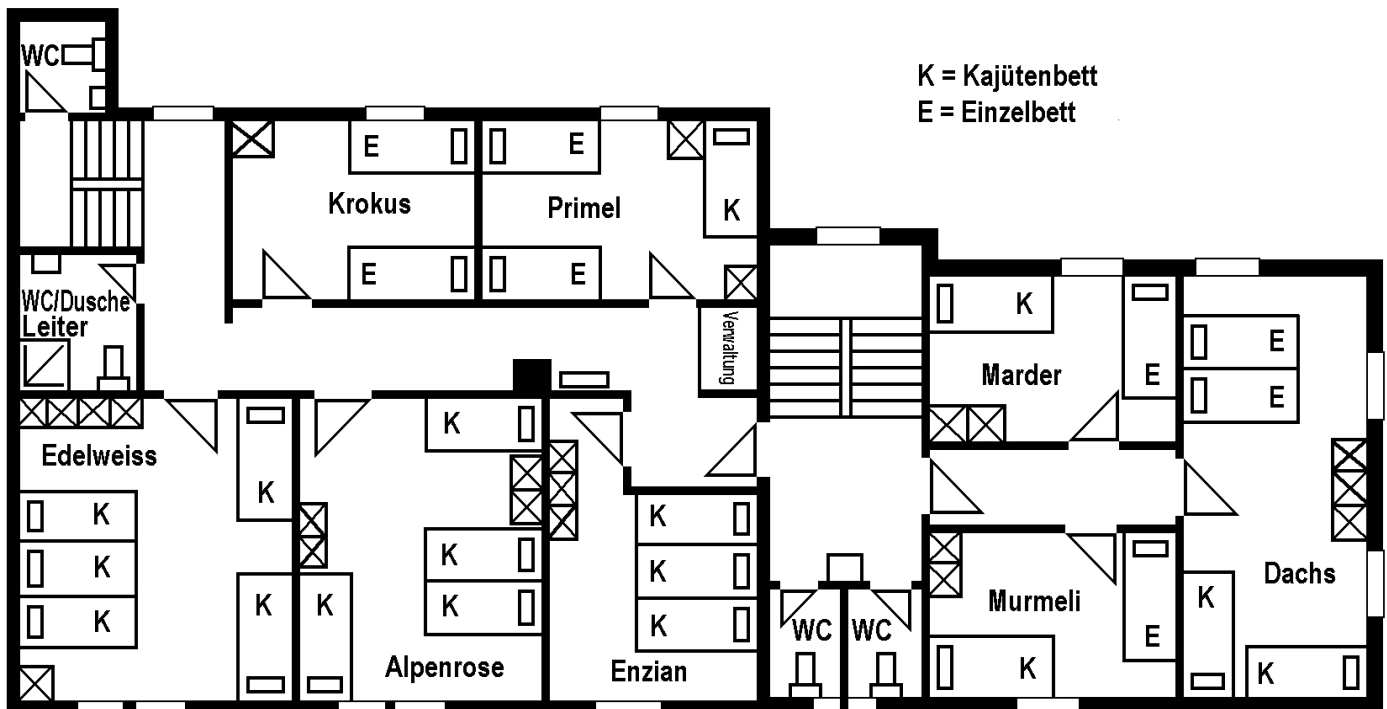 WC
K = Kajütenbett
E = Einzelbett
E
E
K
Krokus
Primel
E
E
WC/Dusche
Leiter
Verwaltung
K
E
Marder
E
E
Edelweiss
K
K
K
K
K
K
Alpenrose
K
K
K
K
Enzian
K
K
K
WC
WC
Murmeli
E
K
Dachs
K
K